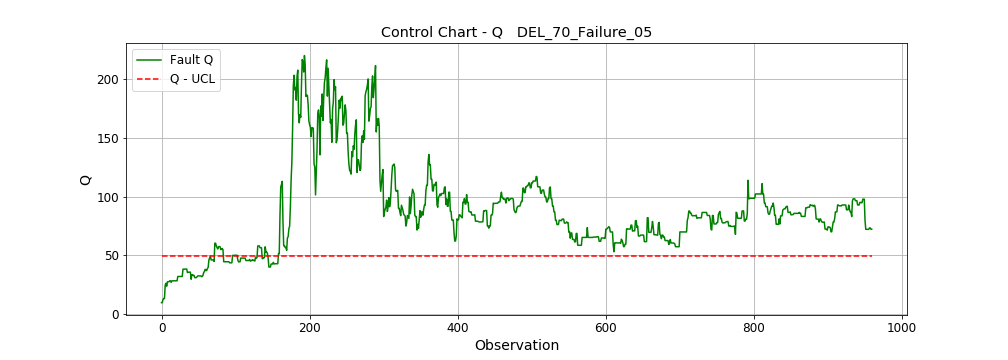 Control Chart - Q   DEL_70_Failure_05
Fault Q
Q - UCL
Q
200
150
100
50
0
0 200 400 600 800 1000
Observation